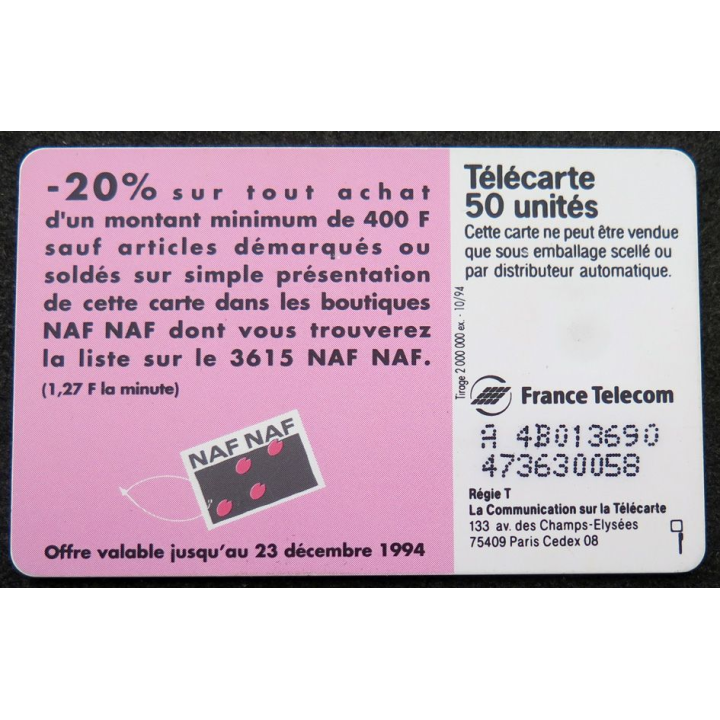 -20% sur tout achat
d'un montant minimum de 400 F
sauf articles démarqués ou
soldés sur simple présentation
de cette carte dans les boutiques
NAF NAF dont vous trouverez
la liste sur le 3615 NAF NAF.
(1,27 F la minute)
NAF NAF
Offre valable jusqu'au 23 décembre 1994
Tirage 2 000 000 ex. - 10/94
Télécarte
50 unités
Cette carte ne peut être vendue
que sous emballage scellé ou
par distributeur automatique.
France Telecom
A 4B013690
473630058
Régie T
La Communication sur la Télécarte
133 av. des Champs-Elysées
75409 Paris Cedex 08